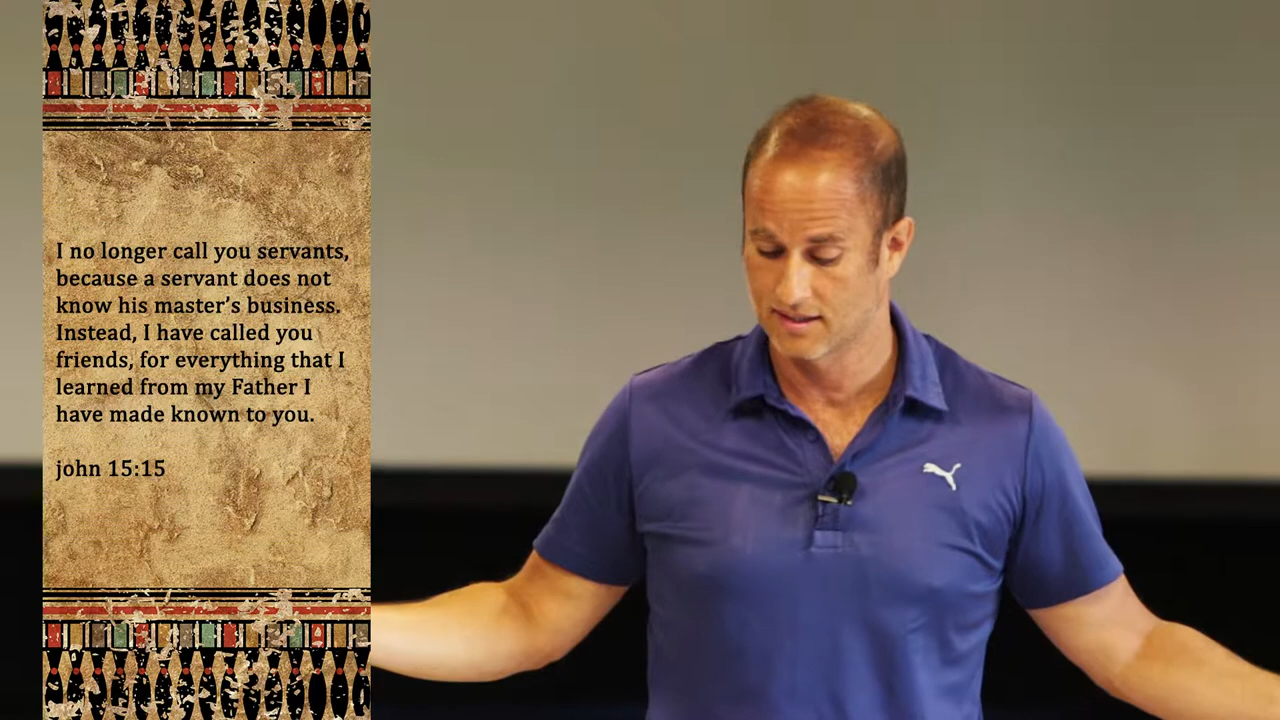 I no longer call you servants,
because a servant does not
know his master’s business.
Instead, I have called you
friends, for everything that I
learned from my Father I
have made known to you.
john 15:15